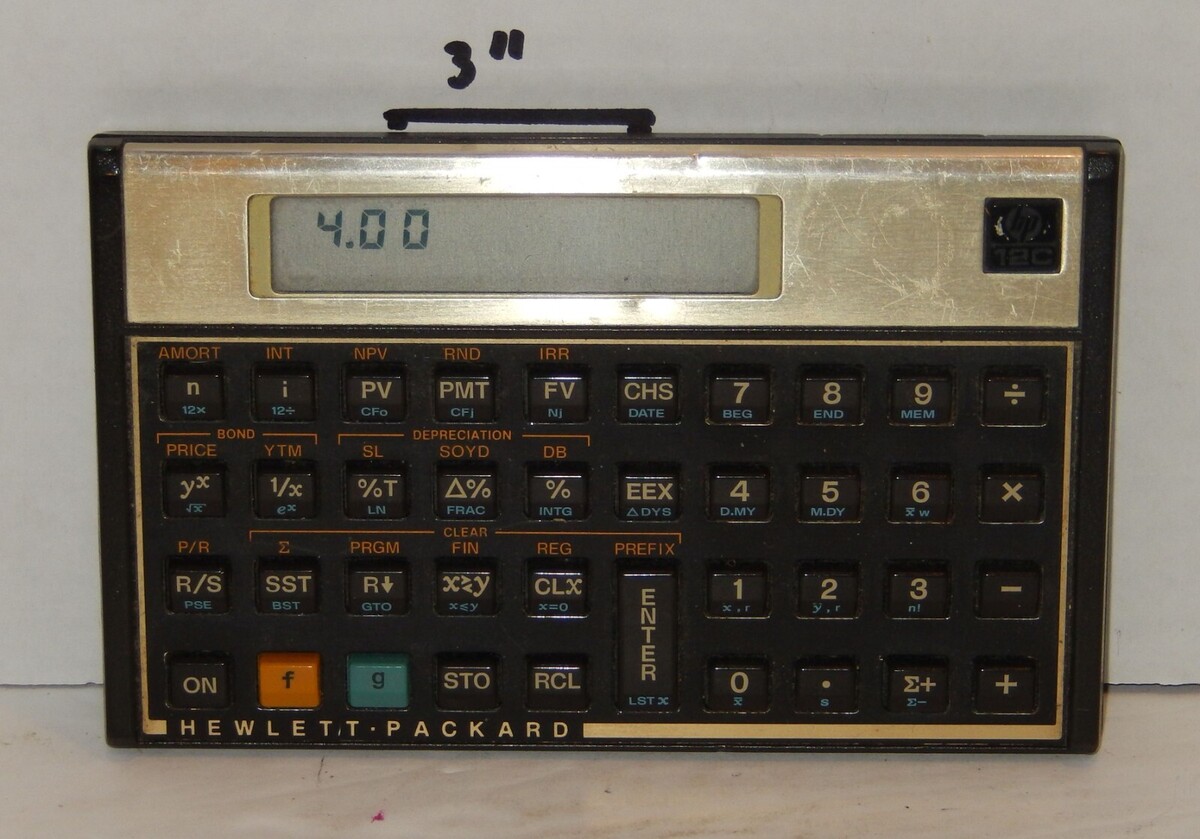 3"
4.00
hp
12C
AMORT INT NPV RND IRR
n i PV PMT FV CHS 7 8 9 ÷
12× 12÷ CFo CFj Nj DATE BEG END MEM
BOND DEPRECIATION
PRICE YTM SL SOYD DB
yˣ 1/x %T Δ% % EEX 4 5 6 ×
√x eˣ LN FRAC INTG ΔDYS D.MY M.DY x̅w
CLEAR
P/R Σ PRGM FIN REG PREFIX
R/S SST R↓ x≷y CLx ENTER 1 2 3 −
PSE BST GTO x≤y x=0 x̂,r ŷ,r n!
ON f g STO RCL 0 . Σ+ +
LST x x̅ s Σ−
HEWLETT·PACKARD